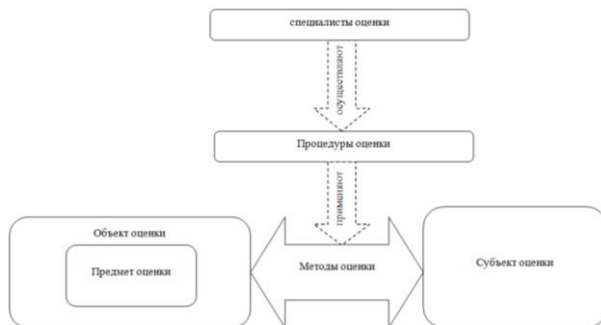 специалисты оценки
осуществляют
Процедуры оценки
применяют
Объект оценки
Предмет оценки
Методы оценки
Субъект оценки